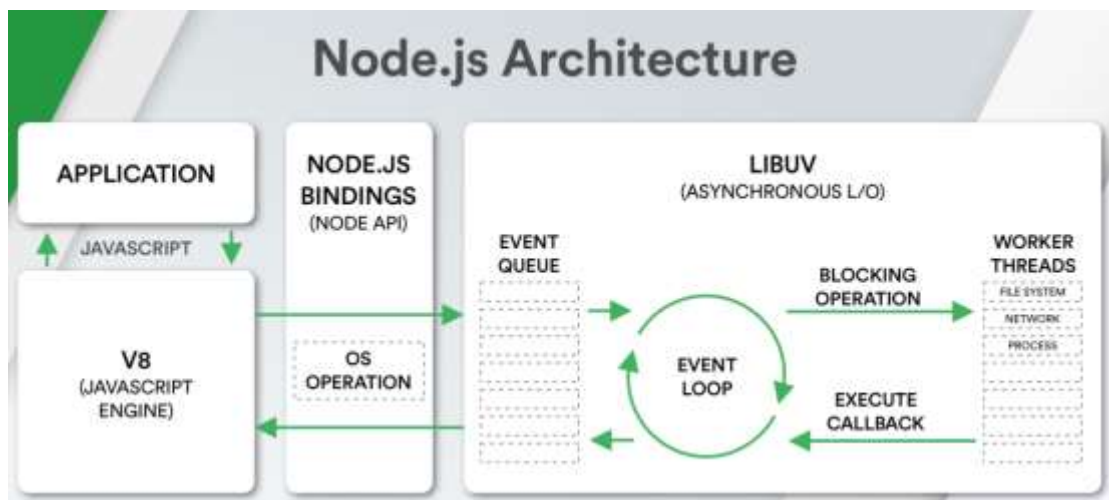 Node.js Architecture
APPLICATION
JAVASCRIPT
V8
(JAVASCRIPT
ENGINE)
NODE.JS
BINDINGS
(NODE API)
OS
OPERATION
LIBUV
(ASYNCHRONOUS L/O)
EVENT
QUEUE
EVENT
LOOP
BLOCKING
OPERATION
EXECUTE
CALLBACK
WORKER
THREADS
FILE SYSTEM
NETWORK
PROCESS